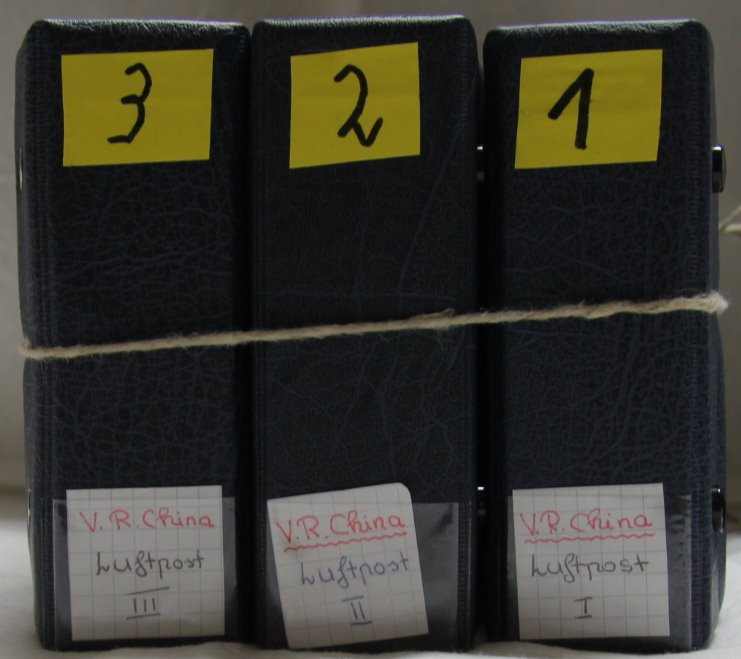 3
2
1
V. R. China
Luftpost
III
V.R. China
Luftpost
II
V.R. China
Luftpost
I